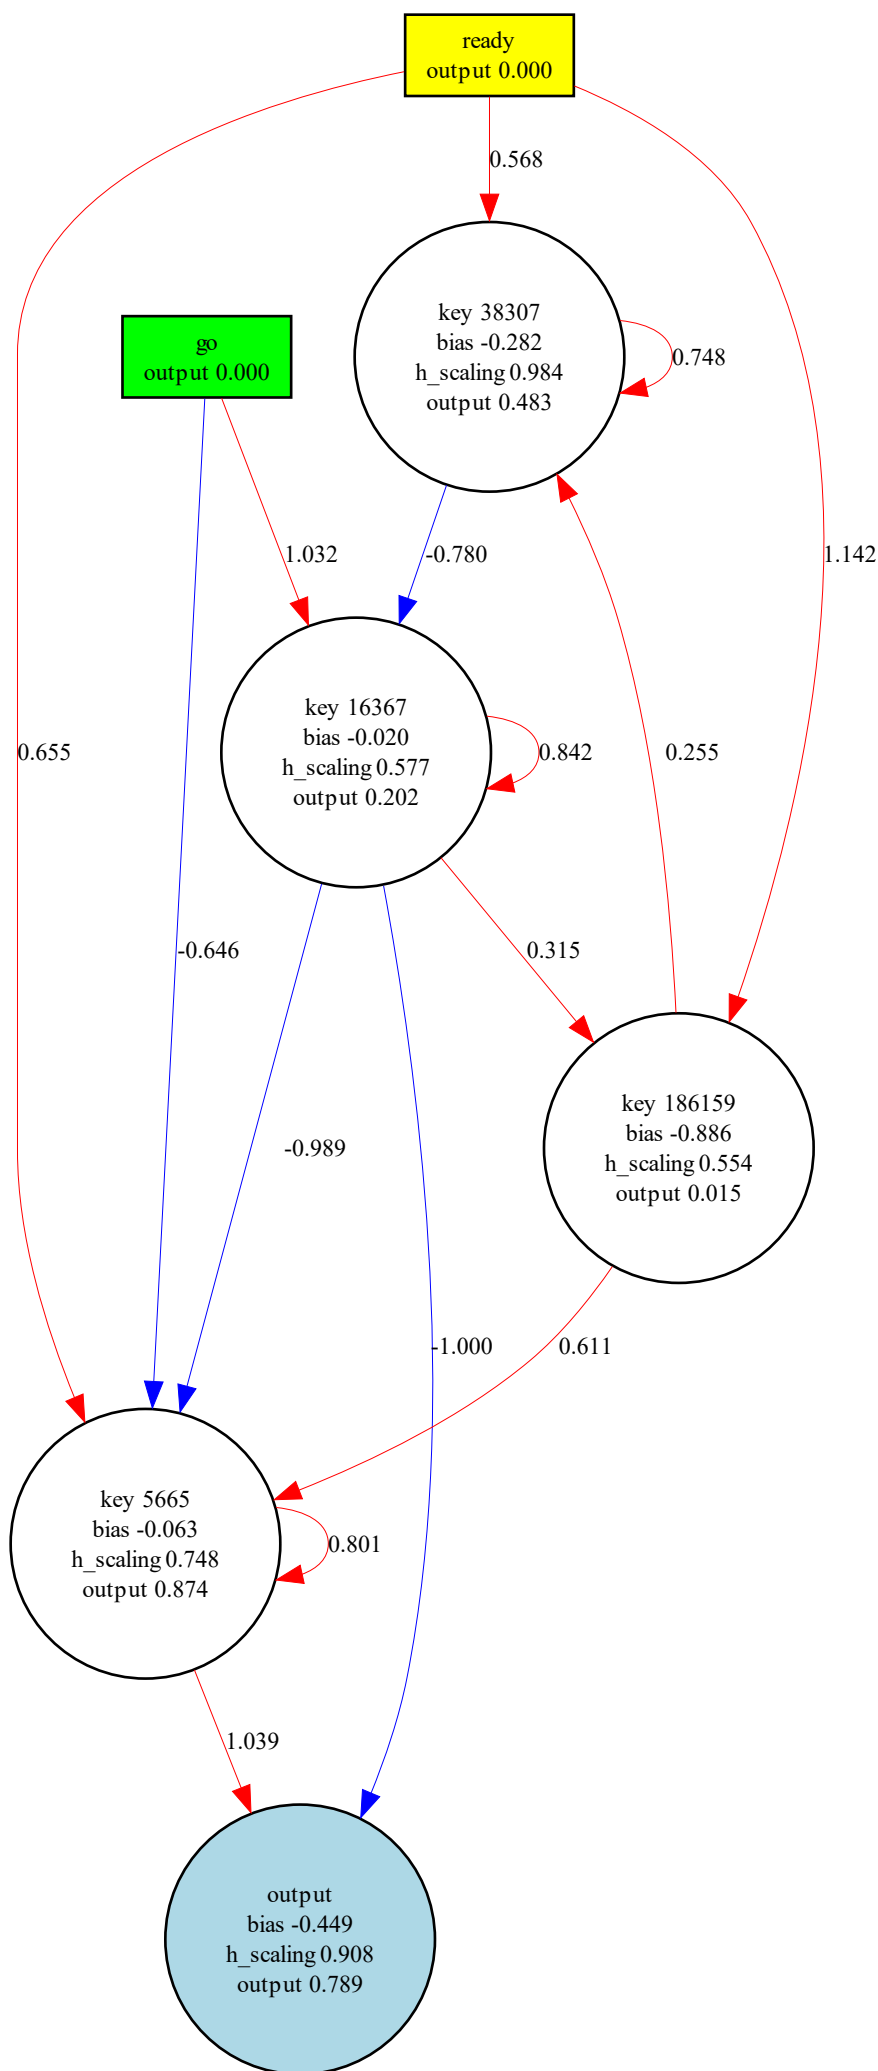 ready
output 0.000
0.568
go
output 0.000
key 38307
bias -0.282
h_scaling 0.984
output 0.483
0.748
1.032
-0.780
1.142
key 16367
bias -0.020
h_scaling 0.577
output 0.202
0.655
0.842
0.255
-0.646
0.315
-0.989
key 186159
bias -0.886
h_scaling 0.554
output 0.015
-1.000
0.611
key 5665
bias -0.063
h_scaling 0.748
output 0.874
0.801
1.039
output
bias -0.449
h_scaling 0.908
output 0.789